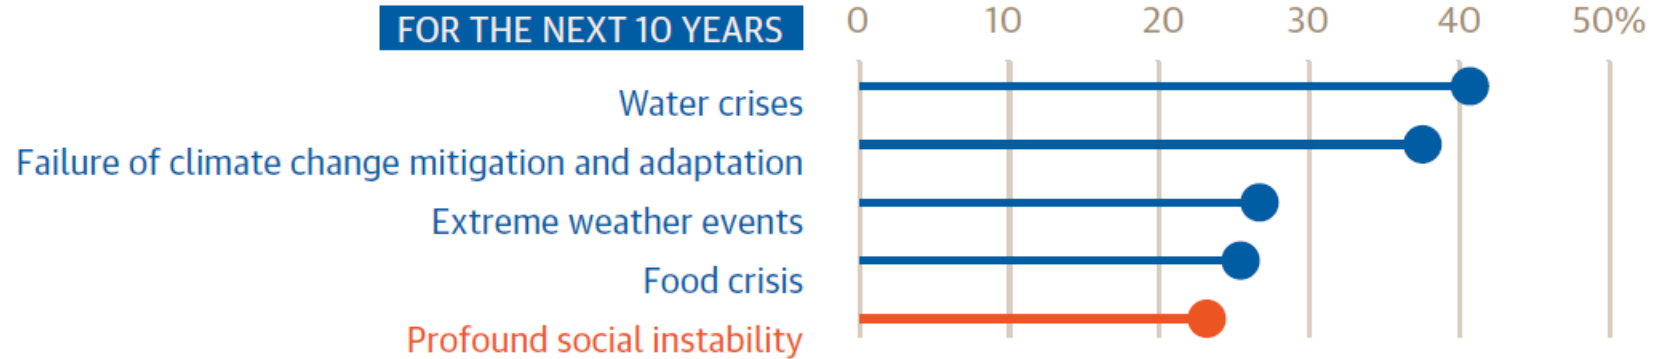 FOR THE NEXT 10 YEARS 0 10 20 30 40 50%
Water crises
Failure of climate change mitigation and adaptation
Extreme weather events
Food crisis
Profound social instability